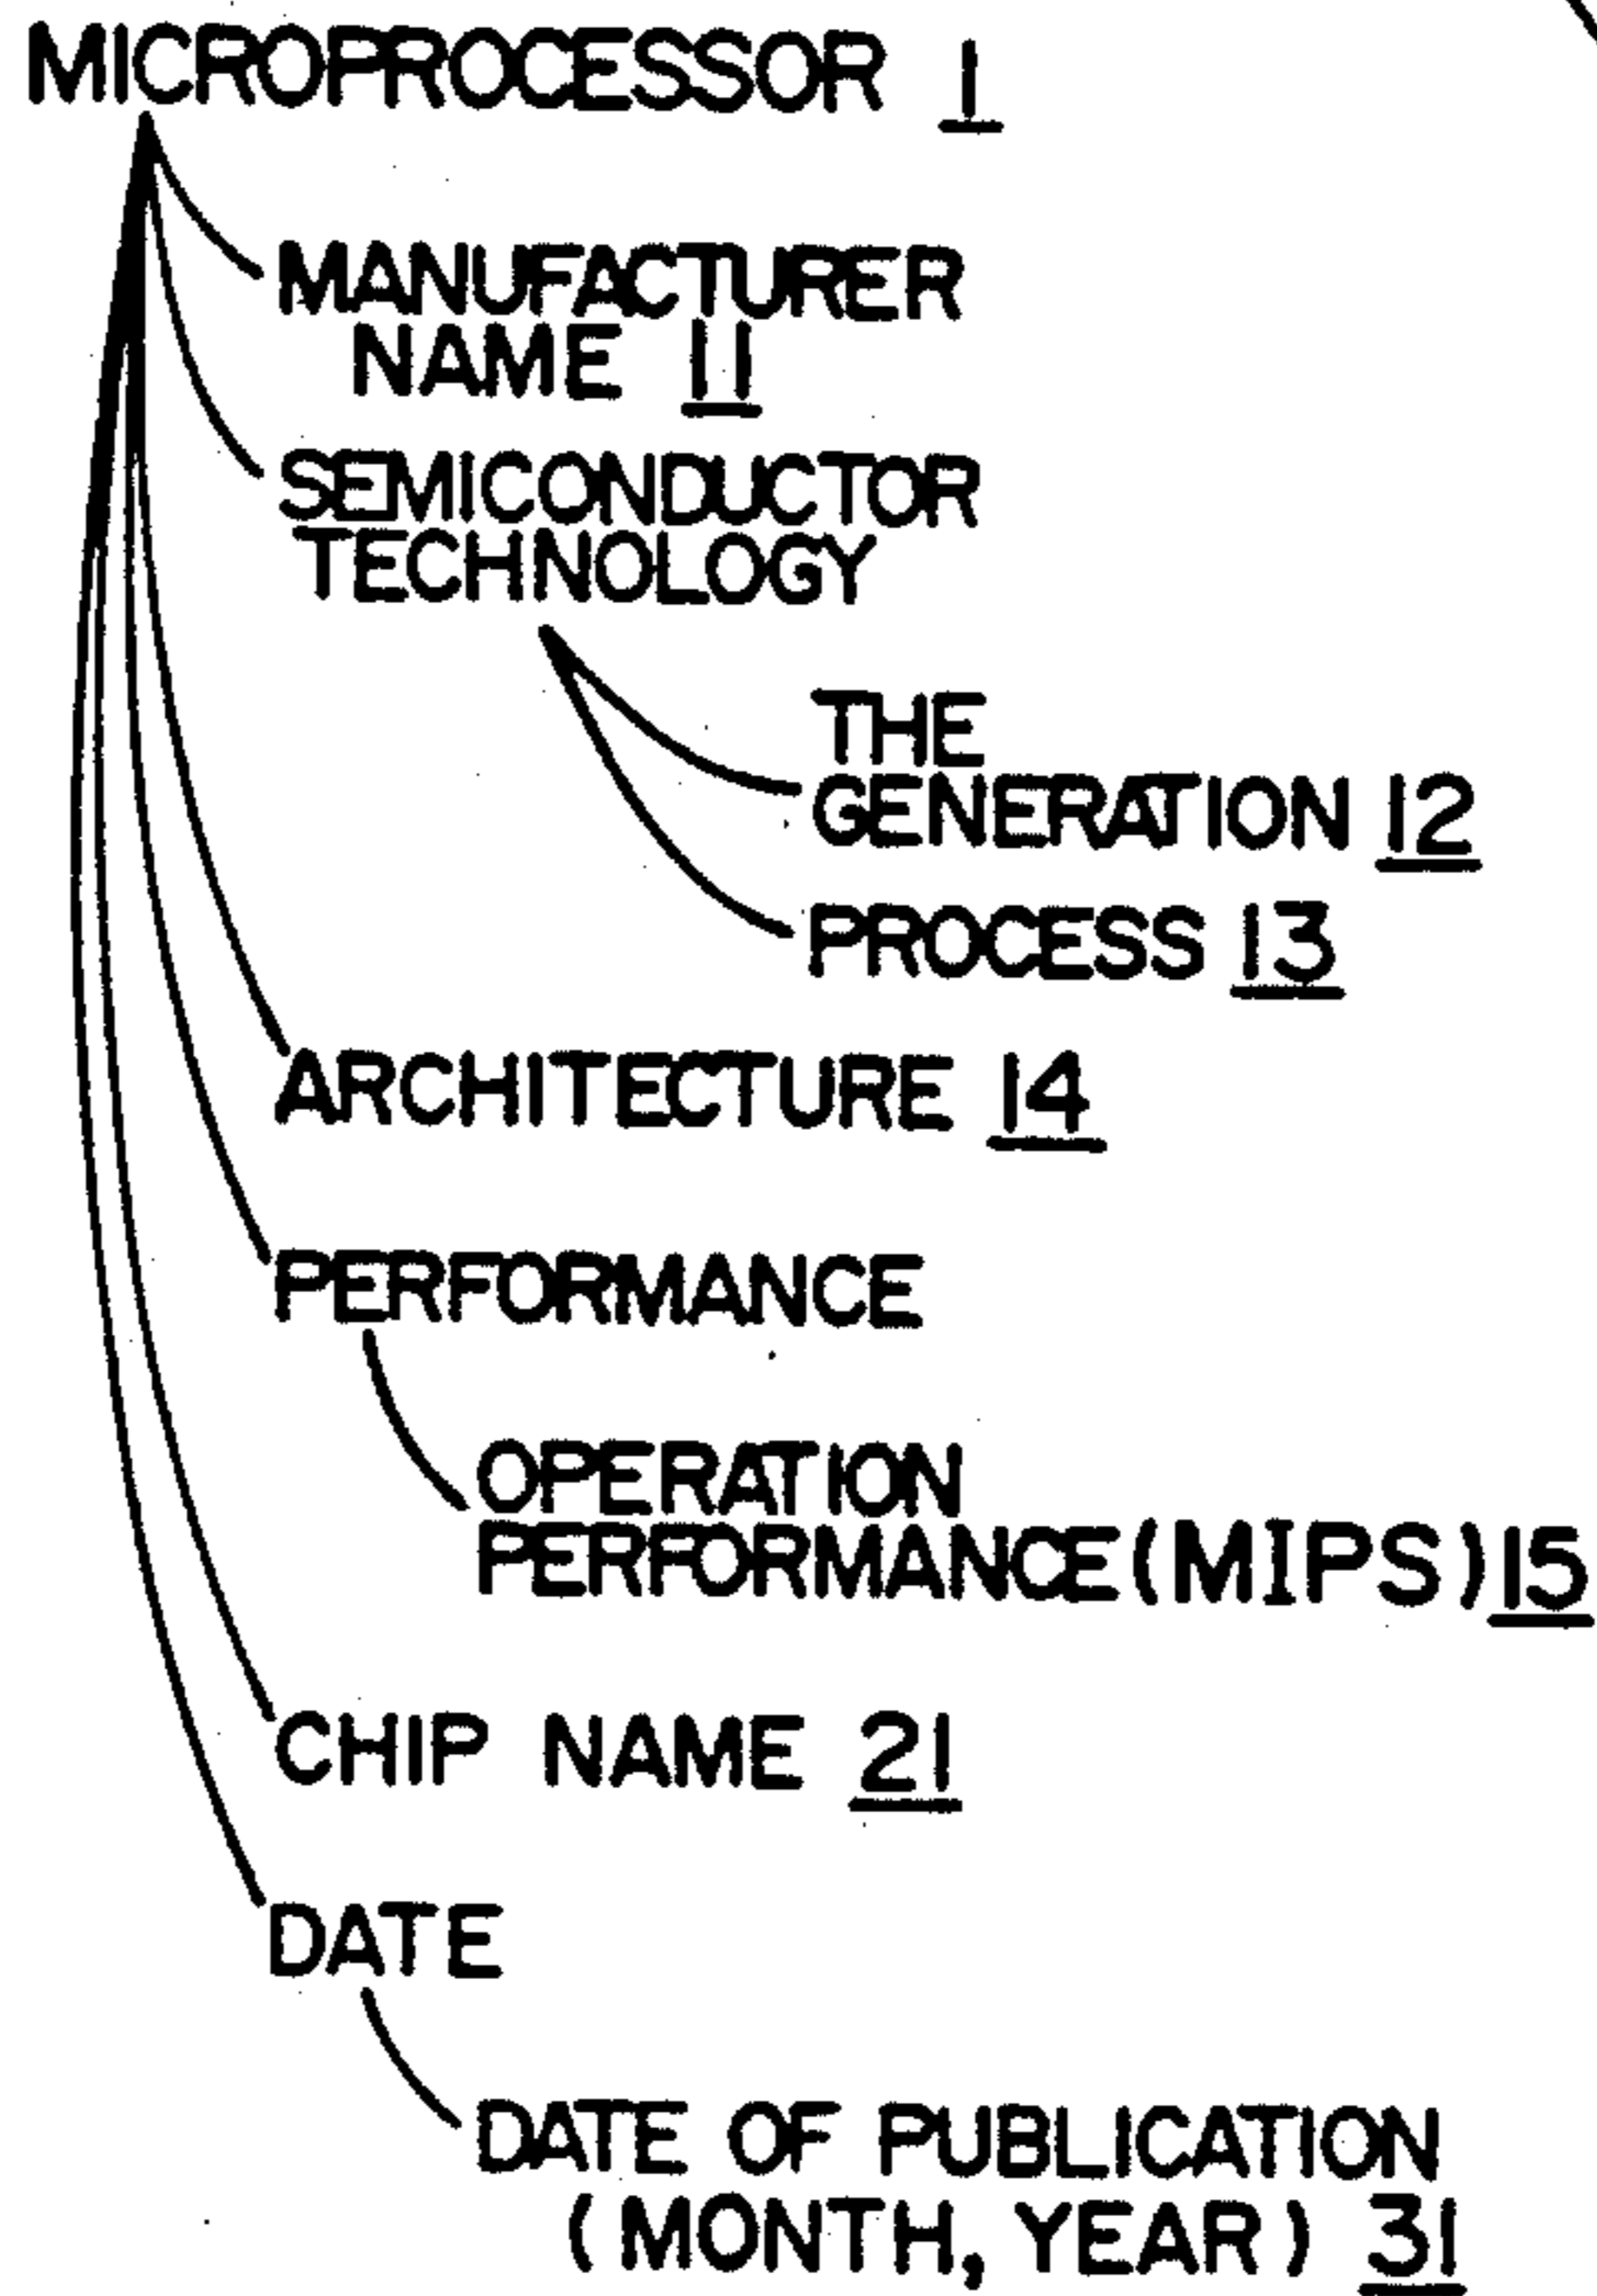 MICROPROCESSOR 1
MANUFACTURER
NAME 11
SEMICONDUCTOR
TECHNOLOGY
THE
GENERATION 12
PROCESS 13
ARCHITECTURE 14
PERFORMANCE
OPERATION
PERFORMANCE(MIPS)15
CHIP NAME 21
DATE
DATE OF PUBLICATION
(MONTH, YEAR) 31